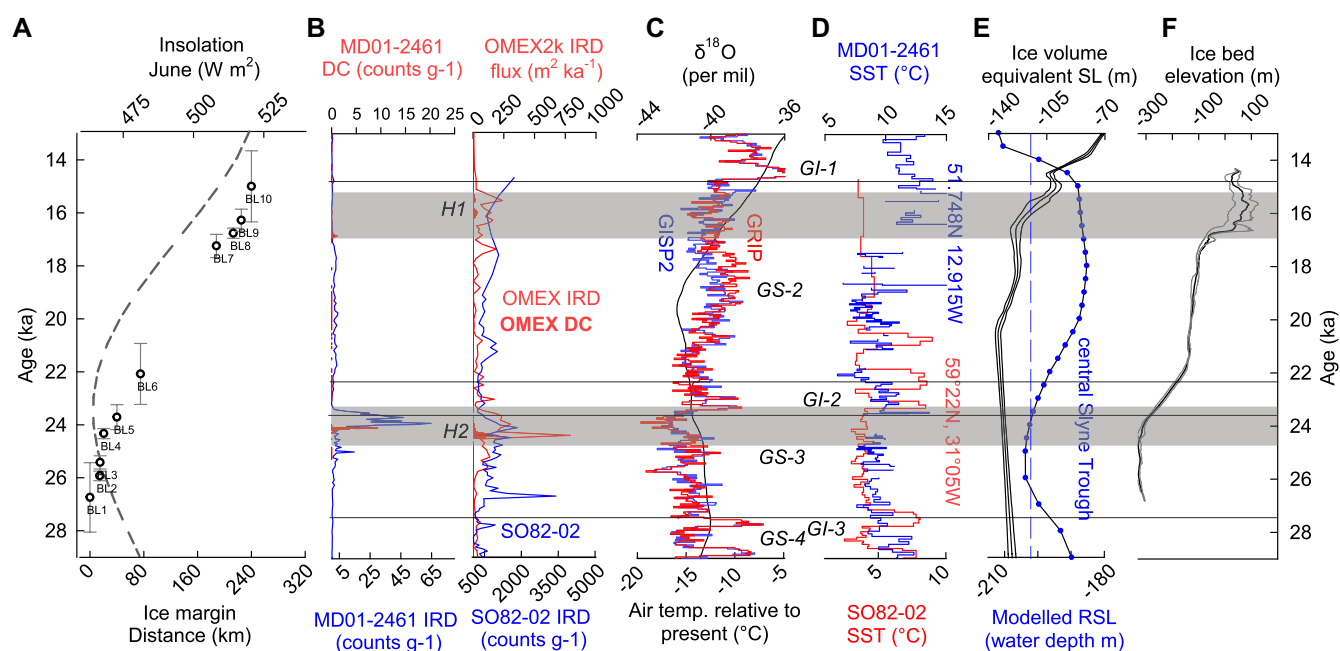 A
B
C
D
E
F
Insolation
June (W m²)
MD01-2461
DC (counts g-1)
OMEX2k IRD
flux (m² ka⁻¹)
δ¹⁸O
(per mil)
MD01-2461
SST (°C)
Ice volume
equivalent SL (m)
Ice bed
elevation (m)
475
500
525
0
5
10
15
20
25
0
250
500
750
1000
-44
-40
-36
5
10
15
-140
-105
-70
-300
-100
100
Age (ka)
14
16
18
20
22
24
26
28
BL10
BL9
BL8
BL7
BL6
BL5
BL4
BL3
BL2
BL1
H1
H2
OMEX IRD
OMEX DC
SO82-02
GISP2
GRIP
GI-1
GS-2
GI-2
GS-3
GI-3
GS-4
51.748N 12.915W
59°22N, 31°05W
central Slyne Trough
14
16
18
20
22
24
26
28
Age (ka)
0
80
160
240
320
5
25
45
65
500
2000
3500
5000
-20
-15
-10
-5
5
10
15
-210
-180
Ice margin
Distance (km)
MD01-2461 IRD
(counts g-1)
SO82-02 IRD
(counts g-1)
Air temp. relative to
present (°C)
SO82-02
SST (°C)
Modelled RSL
(water depth m)